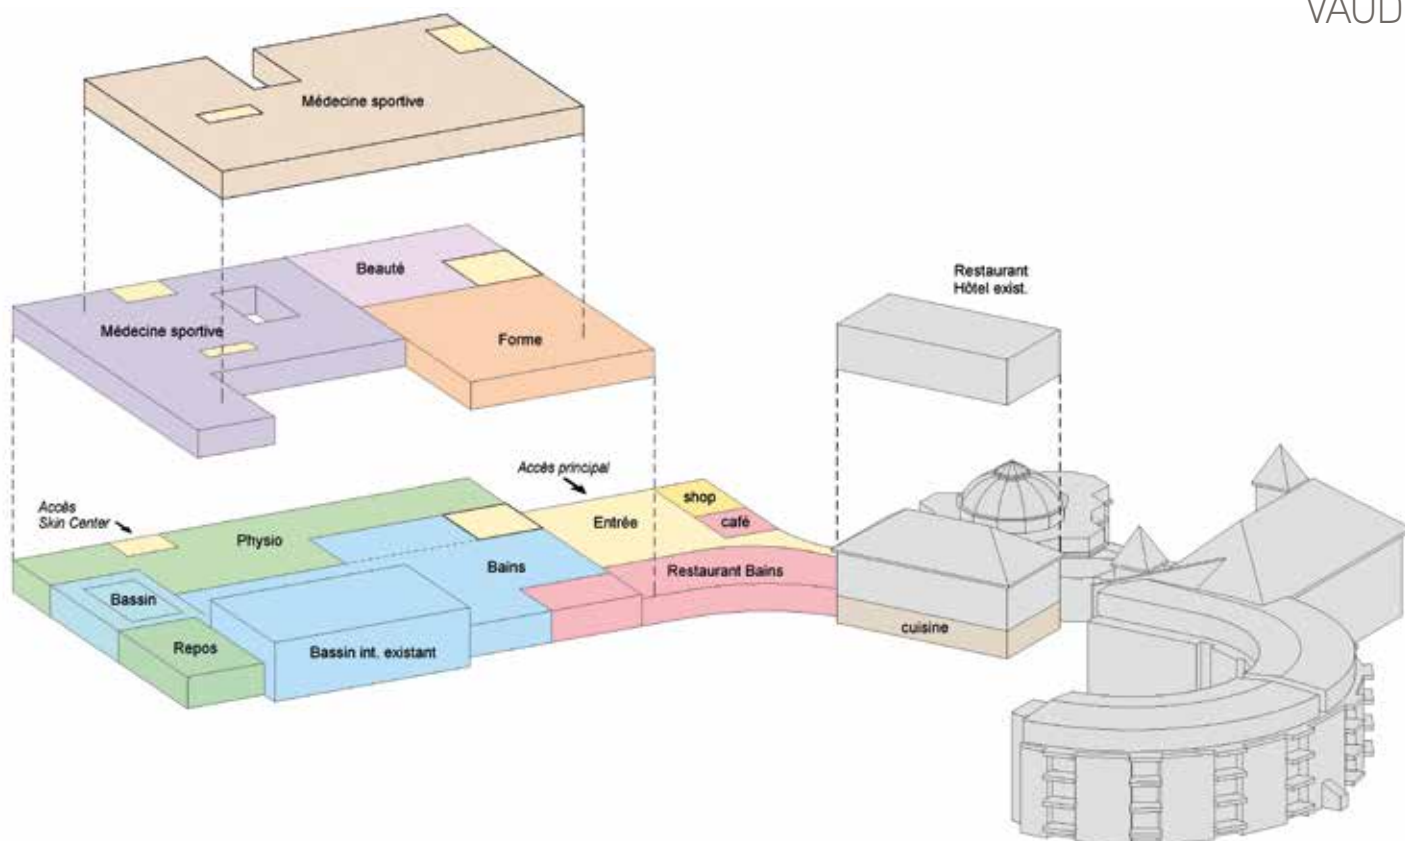 VAUD
Médecine sportive
Beauté
Médecine sportive
Forme
Restaurant
Hôtel exist.
Accès principal
Accès
Skin Center
shop
café
Entrée
Physio
Bains
Restaurant Bains
Bassin
Repos
Bassin int. existant
cuisine